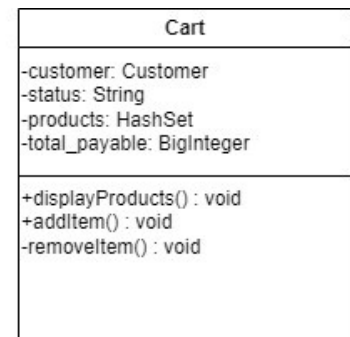 Cart
-customer: Customer
-status: String
-products: HashSet
-total_payable: BigInteger
+displayProducts() : void
+addItem() : void
-removeItem() : void